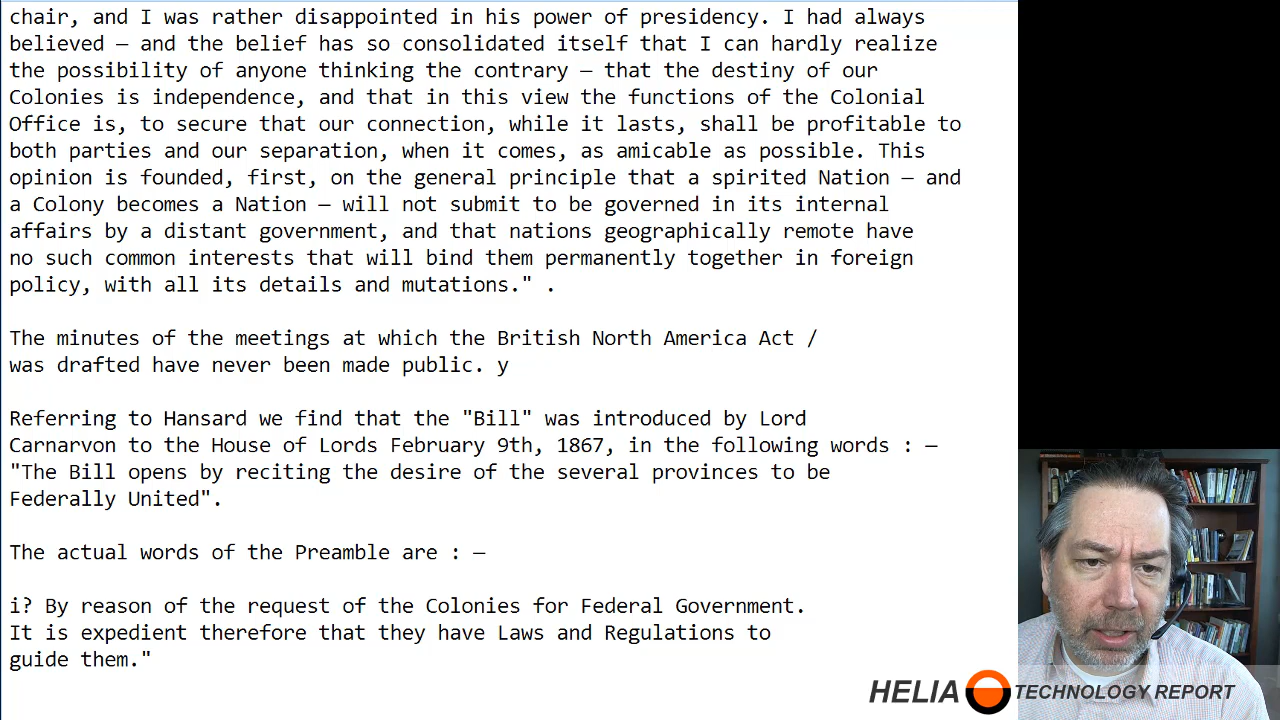 chair, and I was rather disappointed in his power of presidency. I had always
believed — and the belief has so consolidated itself that I can hardly realize
the possibility of anyone thinking the contrary — that the destiny of our
Colonies is independence, and that in this view the functions of the Colonial
Office is, to secure that our connection, while it lasts, shall be profitable to
both parties and our separation, when it comes, as amicable as possible. This
opinion is founded, first, on the general principle that a spirited Nation — and
a Colony becomes a Nation — will not submit to be governed in its internal
affairs by a distant government, and that nations geographically remote have
no such common interests that will bind them permanently together in foreign
policy, with all its details and mutations." .
The minutes of the meetings at which the British North America Act /
was drafted have never been made public. y
Referring to Hansard we find that the "Bill" was introduced by Lord
Carnarvon to the House of Lords February 9th, 1867, in the following words : —
"The Bill opens by reciting the desire of the several provinces to be
Federally United".
The actual words of the Preamble are : —
i? By reason of the request of the Colonies for Federal Government.
It is expedient therefore that they have Laws and Regulations to
guide them."
HELIA TECHNOLOGY REPORT